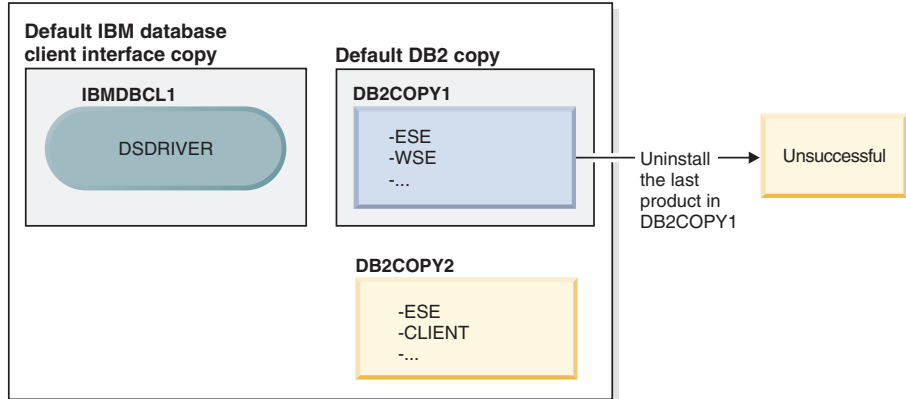 Default IBM database
client interface copy
IBMDBCL1
DSDRIVER
Default DB2 copy
DB2COPY1
-ESE
-WSE
-...
Uninstall
the last
product in
DB2COPY1
Unsuccessful
DB2COPY2
-ESE
-CLIENT
-...